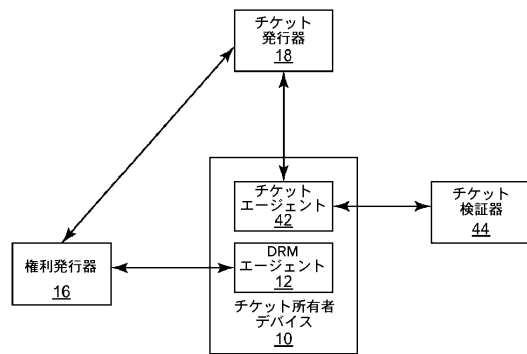 チケット
発行器
18
チケット
エージェント
42
チケット
検証器
44
DRM
エージェント
12
権利発行器
16
チケット所有者
デバイス
10